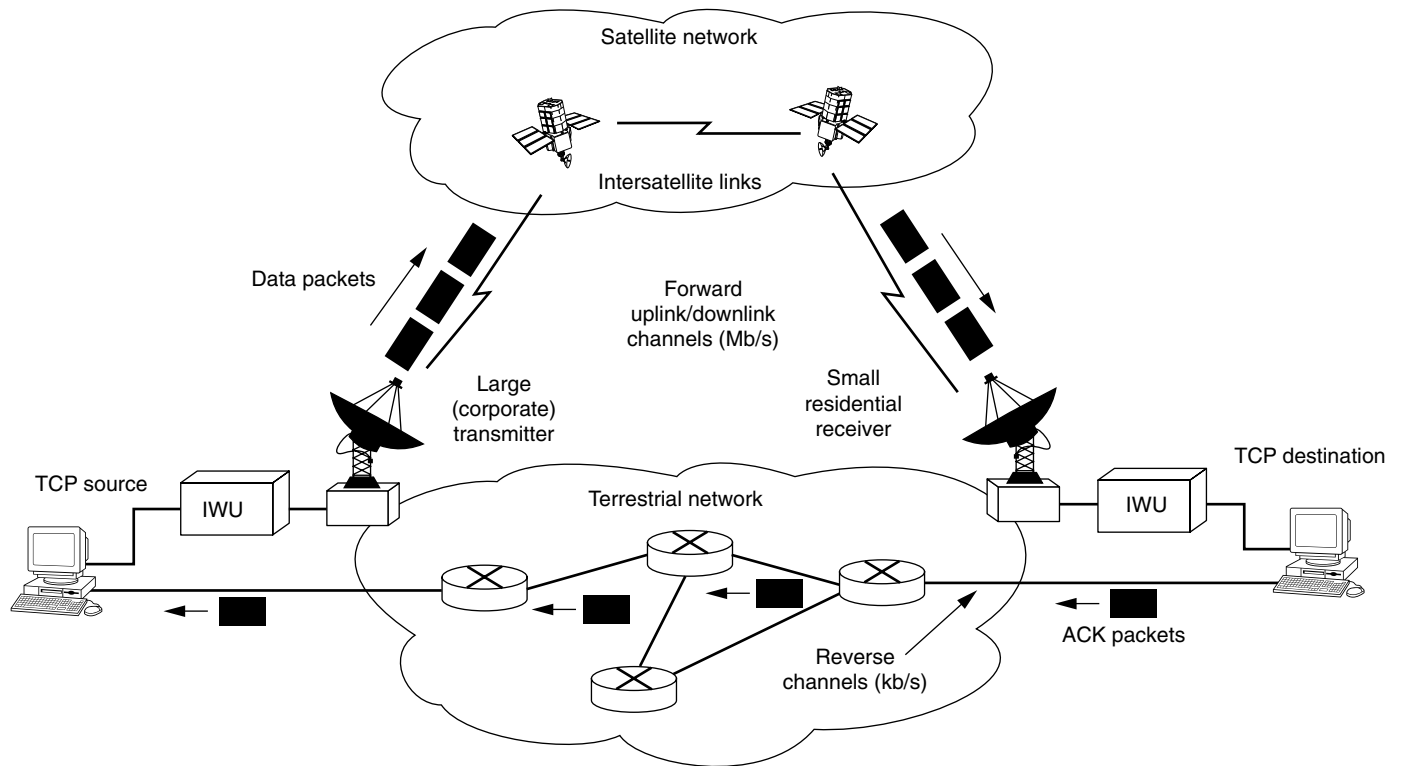 Satellite network
Intersatellite links
Data packets
Forward
uplink/downlink
channels (Mb/s)
Large
(corporate)
transmitter
Small
residential
receiver
TCP source
IWU
Terrestrial network
IWU
TCP destination
ACK packets
Reverse
channels (kb/s)